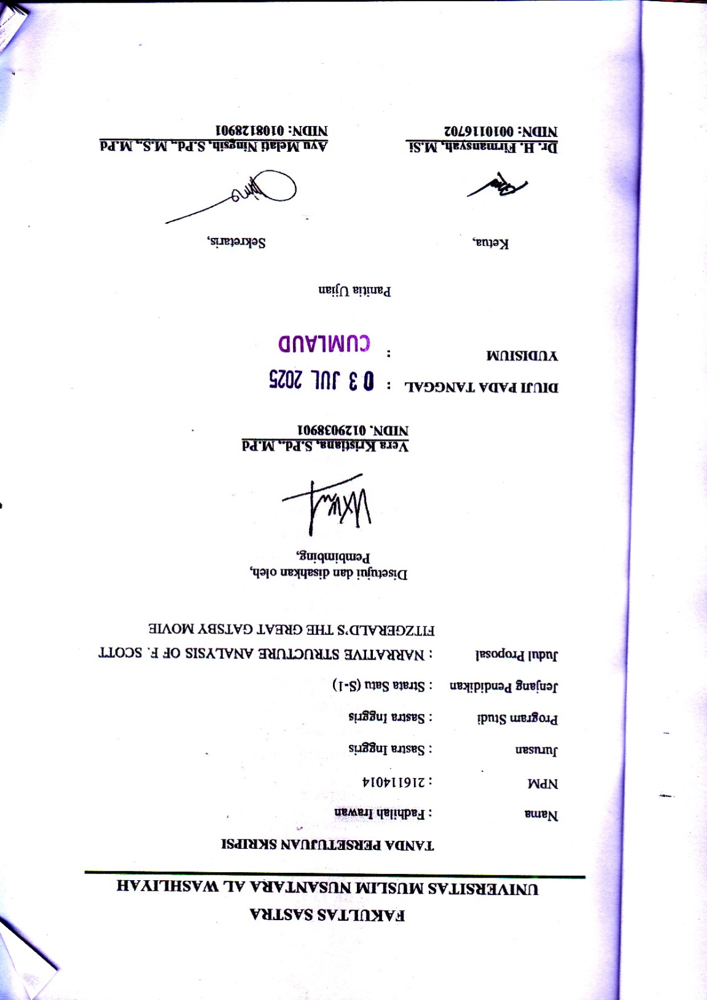 FAKULTAS SASTRA
UNIVERSITAS MUSLIM NUSANTARA AL WASHLIYAH
TANDA PERSETUJUAN SKRIPSI
Nama : Fadhilah Irawan
NPM : 216114014
Jurusan : Sastra Inggris
Program Studi : Sastra Inggris
Jenjang Pendidikan : Strata Satu (S-1)
Judul Proposal : NARRATIVE STRUCTURE ANALYSIS OF F. SCOTT
FITZGERALD'S THE GREAT GATSBY MOVIE
Disetujui dan disahkan oleh,
Pembimbing,
Vera Kristiana, S.Pd., M.Pd
NIDN. 0129038901
DIUJI PADA TANGGAL : 03 JUL 2025
YUDISIUM : CUMLAUD
Panitia Ujian
Ketua, Sekretaris,
Dr. H. Firmansyah, M.Si Ayu Melati Ningsih, S.Pd., M.S., M.Pd
NIDN: 0010116702 NIDN: 0108128901